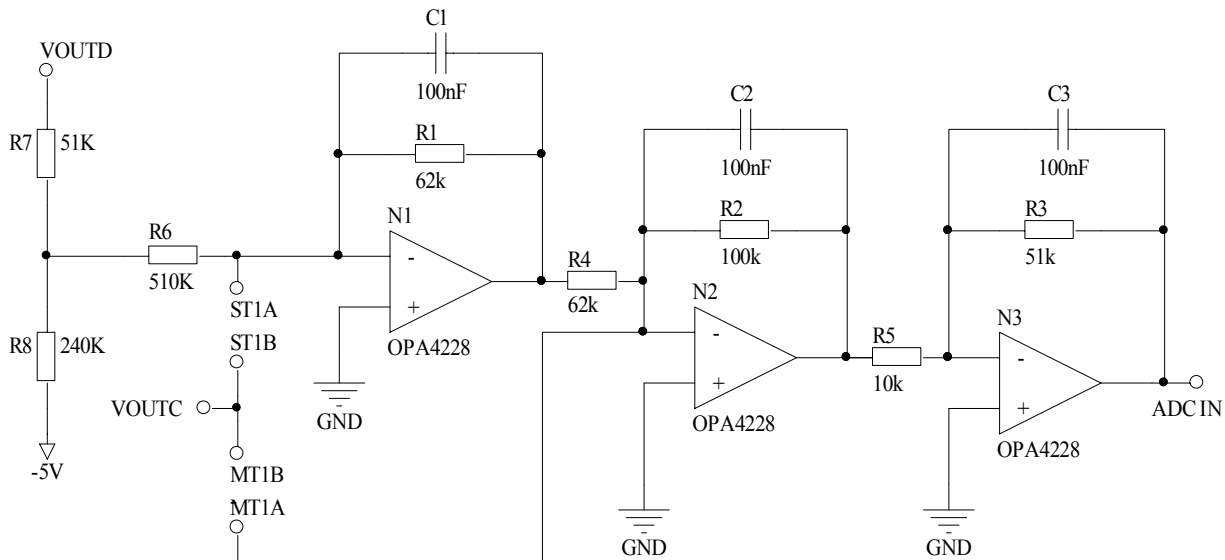 C1
100nF
VOUTD
R7 51K
R1
62k
C2
100nF
C3
100nF
R6
510K
N1
R4
62k
R2
100k
R3
51k
ST1A
ST1B
R8 240K
- +
OPA4228
N2
R5
10k
N3
VOUTC
GND
- +
OPA4228
- +
OPA4228
ADC IN
-5V
MT1B
MT1A
GND
GND